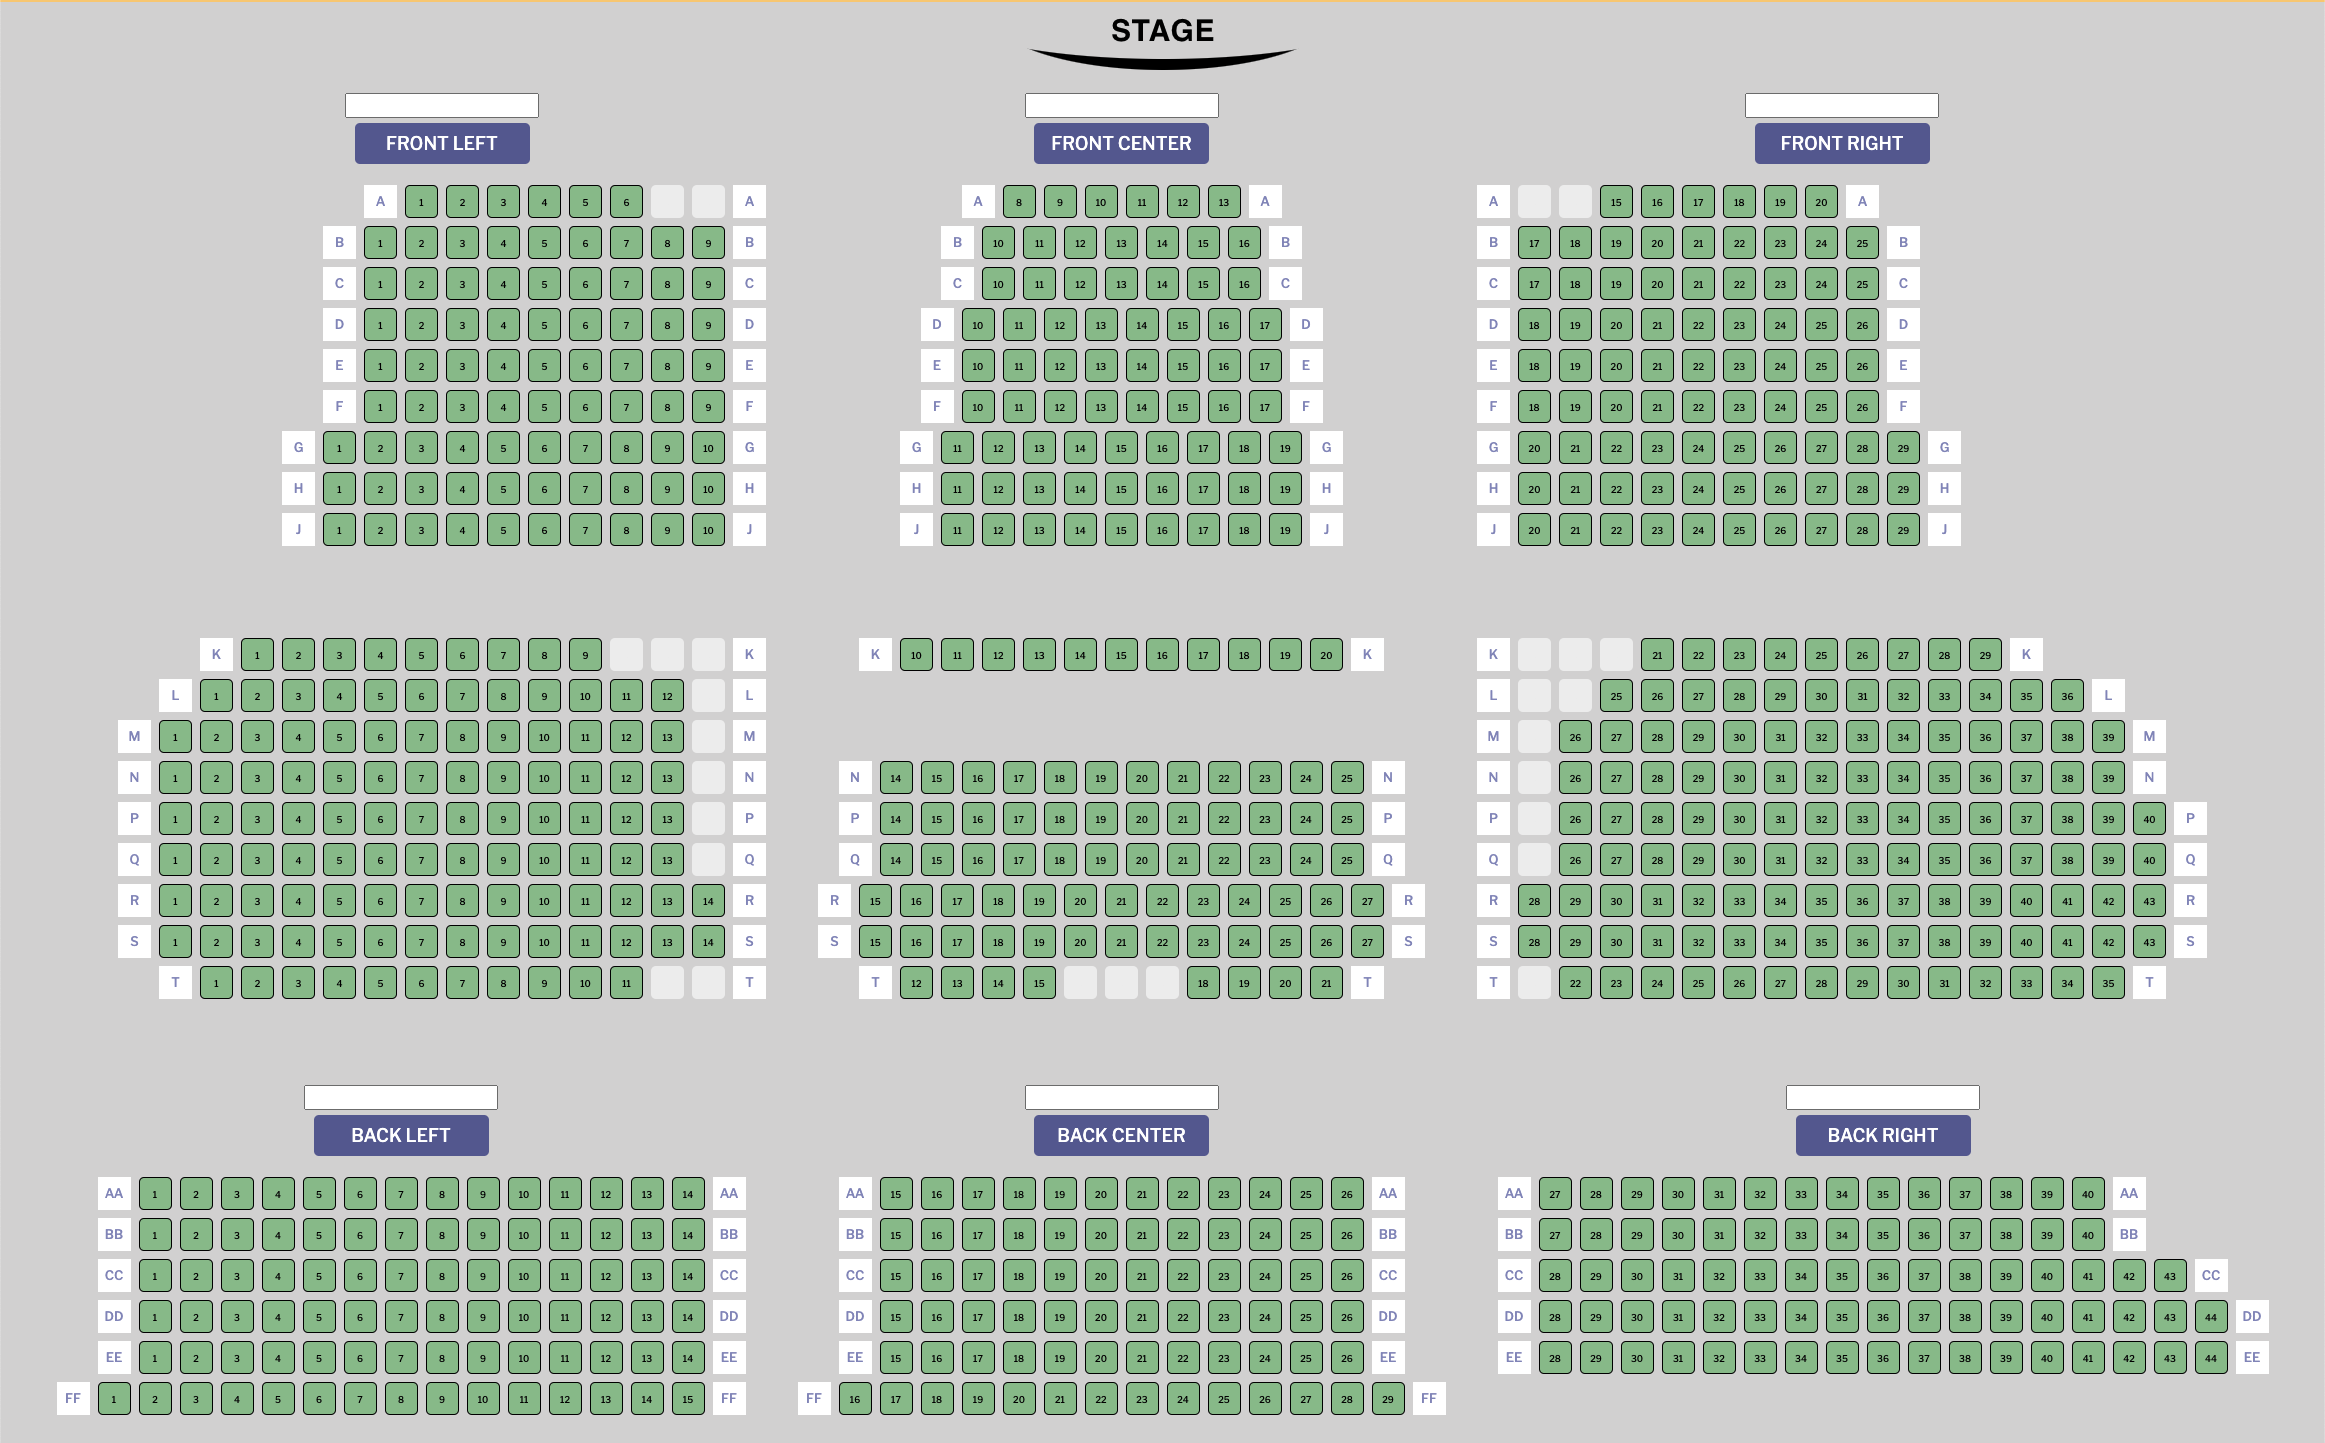 STAGE
FRONT LEFT FRONT CENTER FRONT RIGHT
A 1 2 3 4 5 6 A A 8 9 10 11 12 13 A A 15 16 17 18 19 20 A
B 1 2 3 4 5 6 7 8 9 B B 10 11 12 13 14 15 16 B B 17 18 19 20 21 22 23 24 25 B
C 1 2 3 4 5 6 7 8 9 C C 10 11 12 13 14 15 16 C C 17 18 19 20 21 22 23 24 25 C
D 1 2 3 4 5 6 7 8 9 D D 10 11 12 13 14 15 16 17 D D 18 19 20 21 22 23 24 25 26 D
E 1 2 3 4 5 6 7 8 9 E E 10 11 12 13 14 15 16 17 E E 18 19 20 21 22 23 24 25 26 E
F 1 2 3 4 5 6 7 8 9 F F 10 11 12 13 14 15 16 17 F F 18 19 20 21 22 23 24 25 26 F
G 1 2 3 4 5 6 7 8 9 10 G G 11 12 13 14 15 16 17 18 19 G G 20 21 22 23 24 25 26 27 28 29 G
H 1 2 3 4 5 6 7 8 9 10 H H 11 12 13 14 15 16 17 18 19 H H 20 21 22 23 24 25 26 27 28 29 H
J 1 2 3 4 5 6 7 8 9 10 J J 11 12 13 14 15 16 17 18 19 J J 20 21 22 23 24 25 26 27 28 29 J
K 1 2 3 4 5 6 7 8 9 K K 10 11 12 13 14 15 16 17 18 19 20 K K 21 22 23 24 25 26 27 28 29 K
L 1 2 3 4 5 6 7 8 9 10 11 12 L L 25 26 27 28 29 30 31 32 33 34 35 36 L
M 1 2 3 4 5 6 7 8 9 10 11 12 13 M M 26 27 28 29 30 31 32 33 34 35 36 37 38 39 M
N 1 2 3 4 5 6 7 8 9 10 11 12 13 N N 14 15 16 17 18 19 20 21 22 23 24 25 N N 26 27 28 29 30 31 32 33 34 35 36 37 38 39 N
P 1 2 3 4 5 6 7 8 9 10 11 12 13 P P 14 15 16 17 18 19 20 21 22 23 24 25 P P 26 27 28 29 30 31 32 33 34 35 36 37 38 39 40 P
Q 1 2 3 4 5 6 7 8 9 10 11 12 13 Q Q 14 15 16 17 18 19 20 21 22 23 24 25 Q Q 26 27 28 29 30 31 32 33 34 35 36 37 38 39 40 Q
R 1 2 3 4 5 6 7 8 9 10 11 12 13 14 R R 15 16 17 18 19 20 21 22 23 24 25 26 27 R R 28 29 30 31 32 33 34 35 36 37 38 39 40 41 42 43 R
S 1 2 3 4 5 6 7 8 9 10 11 12 13 14 S S 15 16 17 18 19 20 21 22 23 24 25 26 27 S S 28 29 30 31 32 33 34 35 36 37 38 39 40 41 42 43 S
T 1 2 3 4 5 6 7 8 9 10 11 T T 12 13 14 15 18 19 20 21 T T 22 23 24 25 26 27 28 29 30 31 32 33 34 35 T
BACK LEFT BACK CENTER BACK RIGHT
AA 1 2 3 4 5 6 7 8 9 10 11 12 13 14 AA AA 15 16 17 18 19 20 21 22 23 24 25 26 AA AA 27 28 29 30 31 32 33 34 35 36 37 38 39 40 AA
BB 1 2 3 4 5 6 7 8 9 10 11 12 13 14 BB BB 15 16 17 18 19 20 21 22 23 24 25 26 BB BB 27 28 29 30 31 32 33 34 35 36 37 38 39 40 BB
CC 1 2 3 4 5 6 7 8 9 10 11 12 13 14 CC CC 15 16 17 18 19 20 21 22 23 24 25 26 CC CC 28 29 30 31 32 33 34 35 36 37 38 39 40 41 42 43 CC
DD 1 2 3 4 5 6 7 8 9 10 11 12 13 14 DD DD 15 16 17 18 19 20 21 22 23 24 25 26 DD DD 28 29 30 31 32 33 34 35 36 37 38 39 40 41 42 43 44 DD
EE 1 2 3 4 5 6 7 8 9 10 11 12 13 14 EE EE 15 16 17 18 19 20 21 22 23 24 25 26 EE EE 28 29 30 31 32 33 34 35 36 37 38 39 40 41 42 43 44 EE
FF 1 2 3 4 5 6 7 8 9 10 11 12 13 14 15 FF FF 16 17 18 19 20 21 22 23 24 25 26 27 28 29 FF